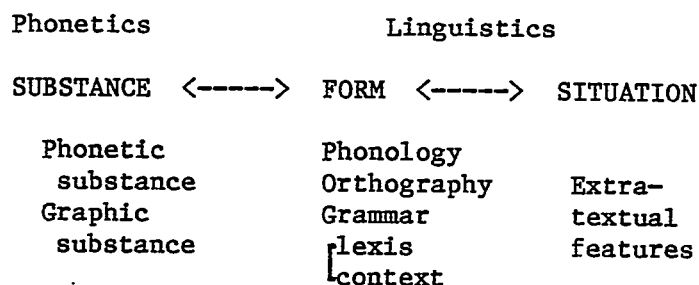 Phonetics Linguistics
SUBSTANCE <-----> FORM <-----> SITUATION
Phonetic Phonology
substance Orthography Extra-
Graphic Grammar textual
substance lexis features
context